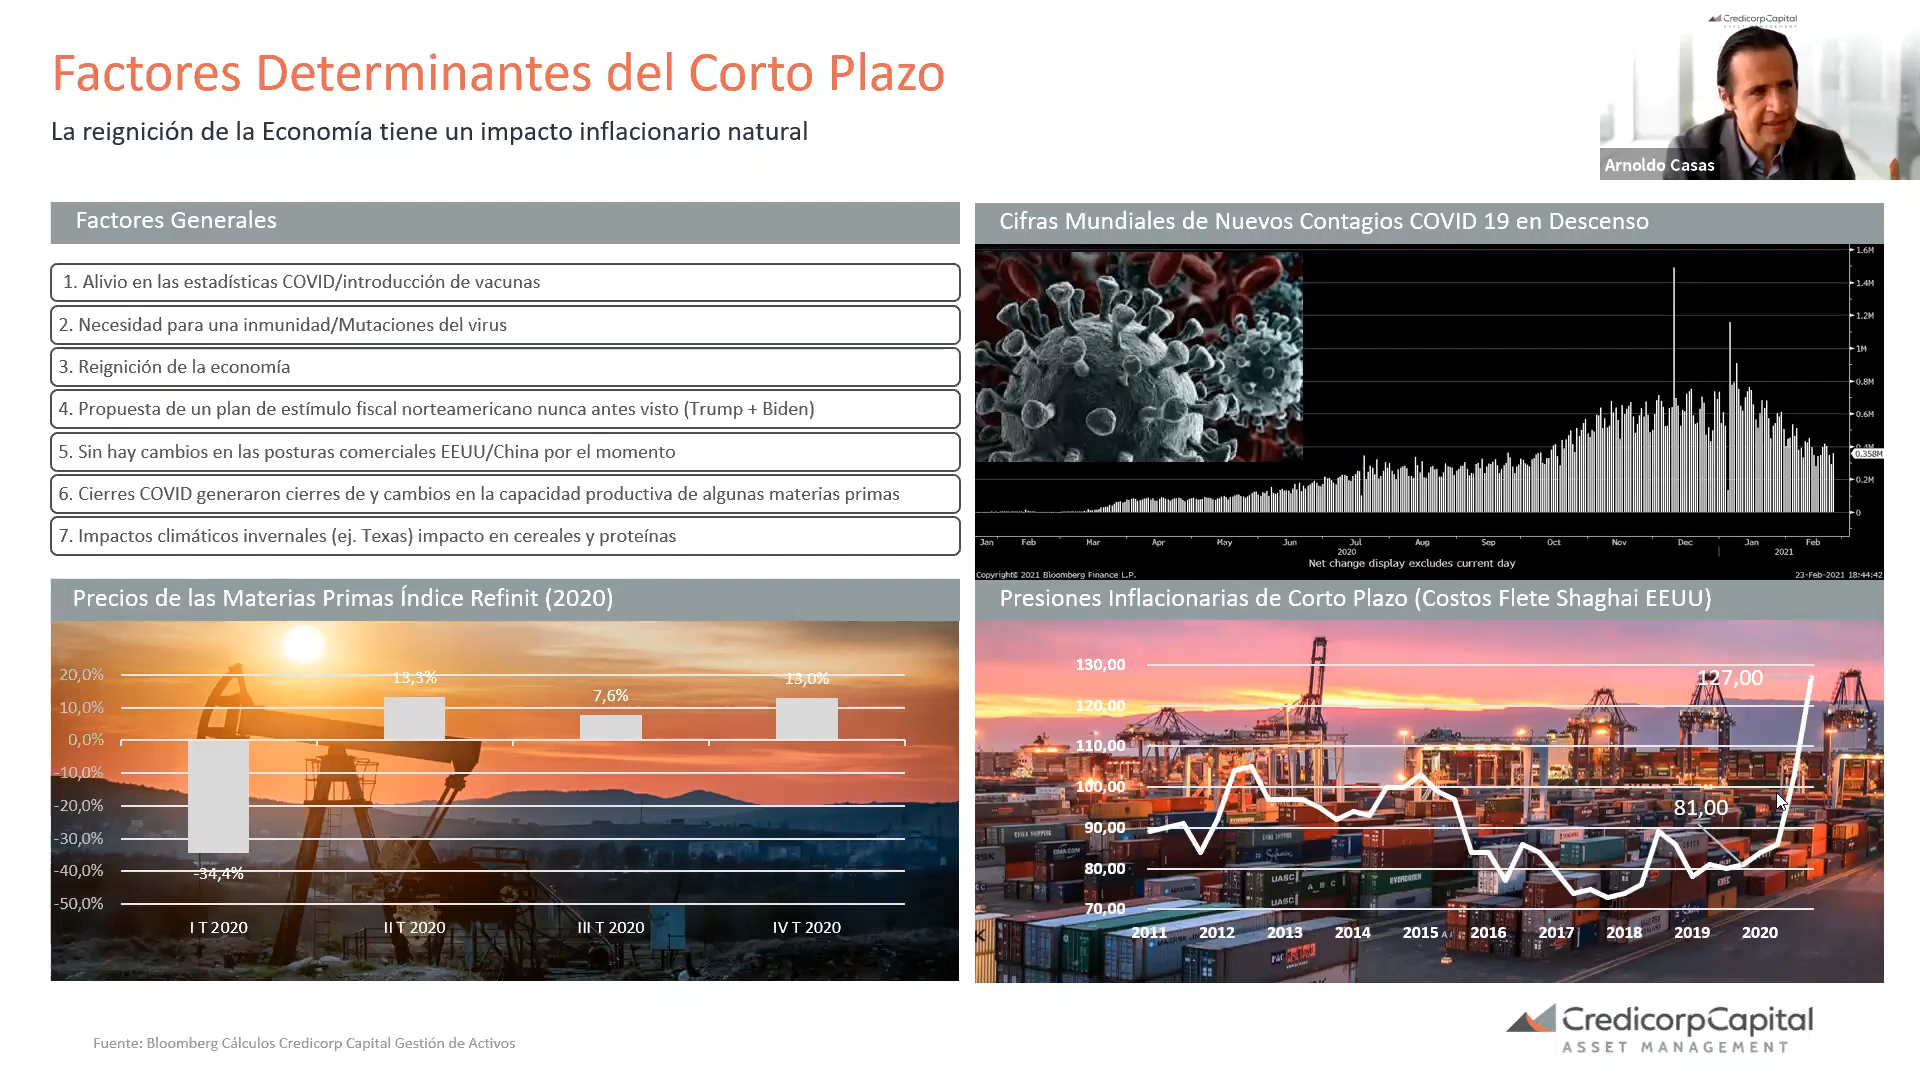 CredicorpCapital
Factores Determinantes del Corto Plazo
La reignición de la Economía tiene un impacto inflacionario natural
Arnoldo Casas
Factores Generales
1. Alivio en las estadísticas COVID/introducción de vacunas
2. Necesidad para una inmunidad/Mutaciones del virus
3. Reignición de la economía
4. Propuesta de un plan de estímulo fiscal norteamericano nunca antes visto (Trump + Biden)
5. Sin hay cambios en las posturas comerciales EEUU/China por el momento
6. Cierres COVID generaron cierres de y cambios en la capacidad productiva de algunas materias primas
7. Impactos climáticos invernales (ej. Texas) impacto en cereales y proteínas
Cifras Mundiales de Nuevos Contagios COVID 19 en Descenso
1.6M
1.4M
1.2M
1M
0.8M
0.6M
0.4M
0.358M
0.2M
0
Jan Feb Mar Apr May Jun Jul Aug Sep Oct Nov Dec Jan Feb
2020 2021
Net change display excludes current day
Copyright© 2021 Bloomberg Finance L.P. 23-Feb-2021 18:44:42
Precios de las Materias Primas Índice Refinit (2020)
20,0%
10,0%
0,0%
-10,0%
-20,0%
-30,0%
-40,0%
-50,0%
-34,4%
13,3%
7,6%
13,0%
I T 2020 II T 2020 III T 2020 IV T 2020
Presiones Inflacionarias de Corto Plazo (Costos Flete Shaghai EEUU)
130,00
120,00
110,00
100,00
90,00
80,00
70,00
127,00
81,00
2011 2012 2013 2014 2015 2016 2017 2018 2019 2020
Fuente: Bloomberg Cálculos Credicorp Capital Gestión de Activos
CredicorpCapital
ASSET MANAGEMENT